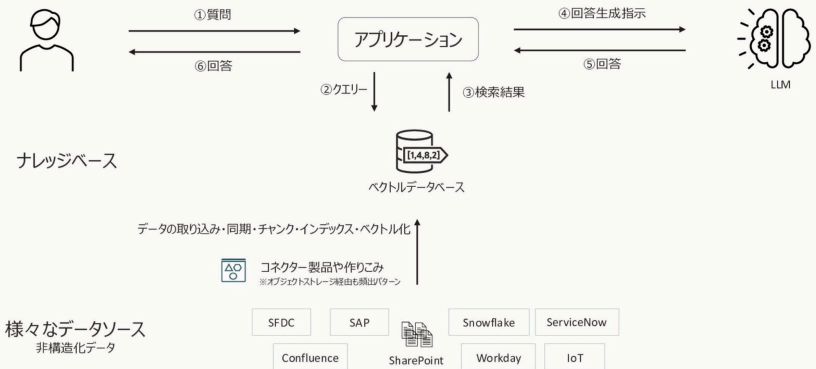 ①質問
④回答生成指示
アプリケーション
⑥回答
⑤回答
LLM
②クエリー
③検索結果
[1,4,8,2]
ナレッジベース
ベクトルデータベース
データの取り込み・同期・チャンク・インデックス・ベクトル化
コネクター製品や作りこみ
※オブジェクトストレージ経由も頻出パターン
様々なデータソース
非構造化データ
SFDC
SAP
Snowflake
ServiceNow
Confluence
SharePoint
Workday
IoT